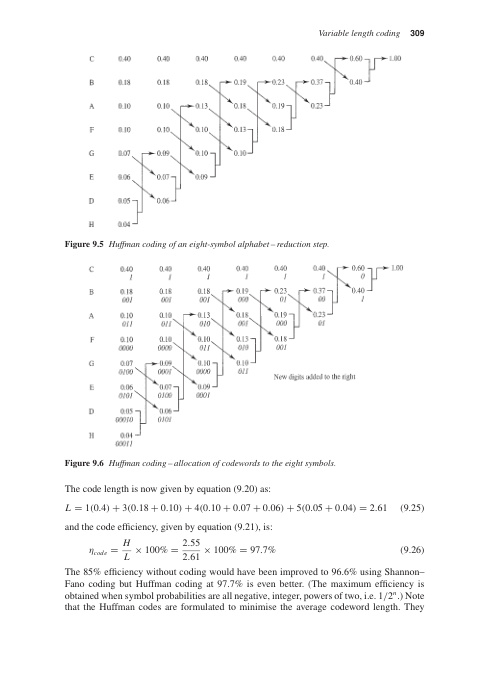 Variable length coding 309
C 0.40 0.40 0.40 0.40 0.40 0.40 0.60 1.00
B 0.18 0.18 0.18 0.19 0.23 0.37 0.40
A 0.10 0.10 0.13 0.18 0.19 0.23
F 0.10 0.10 0.10 0.13 0.18
G 0.07 0.09 0.10 0.10
E 0.06 0.07 0.09
D 0.05 0.06
H 0.04
Figure 9.5 Huffman coding of an eight-symbol alphabet – reduction step.
C 0.40 0.40 0.40 0.40 0.40 0.40 0.60 1.00
1 1 1 1 1 1 0
B 0.18 0.18 0.18 0.19 0.23 0.37 0.40
001 001 001 000 01 00 1
A 0.10 0.10 0.13 0.18 0.19 0.23
011 011 010 001 000 01
F 0.10 0.10 0.10 0.13 0.18
0000 0000 011 010 001
G 0.07 0.09 0.10 0.10
0100 0001 0000 011
New digits added to the right
E 0.06 0.07 0.09
0101 0100 0001
D 0.05 0.06
00010 0101
H 0.04
00011
Figure 9.6 Huffman coding – allocation of codewords to the eight symbols.
The code length is now given by equation (9.20) as:
L = 1(0.4) + 3(0.18 + 0.10) + 4(0.10 + 0.07 + 0.06) + 5(0.05 + 0.04) = 2.61 (9.25)
and the code efficiency, given by equation (9.21), is:
η_code = H/L × 100% = 2.55/2.61 × 100% = 97.7% (9.26)
The 85% efficiency without coding would have been improved to 96.6% using Shannon–
Fano coding but Huffman coding at 97.7% is even better. (The maximum efficiency is
obtained when symbol probabilities are all negative, integer, powers of two, i.e. 1/2ⁿ.) Note
that the Huffman codes are formulated to minimise the average codeword length. They